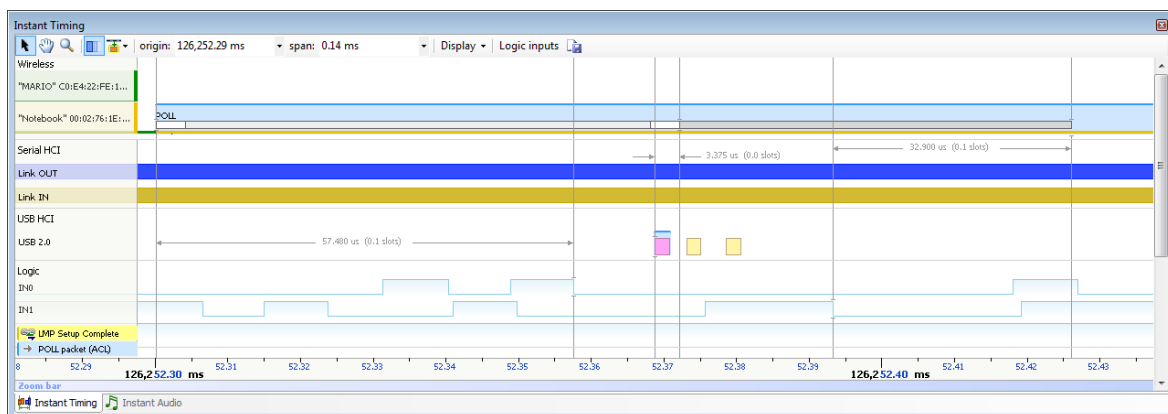 Instant Timing
origin: 126,252.29 ms span: 0.14 ms Display Logic inputs
Wireless
"MARIO" C0:E4:22:FE:1...
"Notebook" 00:02:76:1E:... POLL
Serial HCI 3.375 us (0.0 slots) 32.900 us (0.1 slots)
Link OUT
Link IN
USB HCI
USB 2.0 57.480 us (0.1 slots)
Logic
IN0
IN1
LMP Setup Complete
POLL packet (ACL)
8 52.29 52.31 52.32 52.33 52.34 52.35 52.36 52.37 52.38 52.39 52.41 52.42 52.43
126,252.30 ms 126,252.40 ms
Zoom bar
Instant Timing Instant Audio